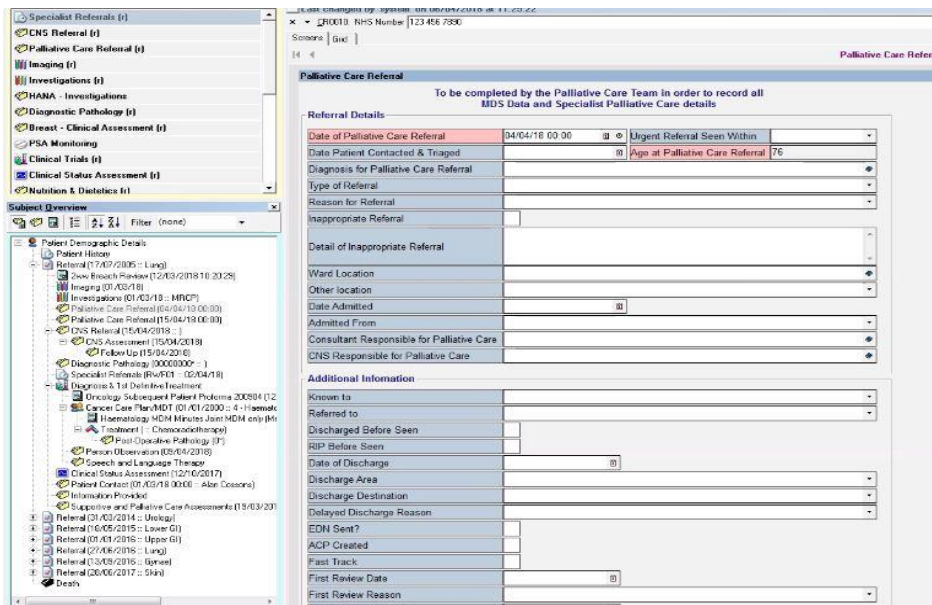 Specialist Referrals (r)
CNS Referral (r)
Palliative Care Referral (r)
Imaging (r)
Investigations (r)
HANA - Investigations
Diagnostic Pathology (r)
Breast - Clinical Assessment (r)
PSA Monitoring
Clinical Trials (r)
Clinical Status Assessment (r)
Nutrition & Dietetics (r)
Subject Overview
Filter (none)
Patient Demographic Details
Patient History
Referral (17/07/2005 :: Lung)
2ww Breach Review (12/03/2018 10:20:29)
Imaging (01/03/18)
Investigations (01/03/18 :: MRCP)
Palliative Care Referral (04/04/18 00:00)
Palliative Care Referral (15/04/18 00:00)
CNS Referral (15/04/2018 :: )
CNS Assessment (15/04/2018)
Follow Up (15/04/2018)
Diagnostic Pathology (00000000* :: )
Specialist Referrals (RWF01 :: 02/04/18)
Diagnosis & 1st Definitive Treatment
Oncology Subsequent Patient Proforma 200904 (12
Cancer Care Plan/MDT (01/01/2000 :: 4 - Haemato
Haematology MDM Minutes Joint MDM only (Me
Treatment ( :: Chemoradiotherapy)
Post-Operative Pathology (0*)
Person Observation (09/04/2018)
Speech and Language Therapy
Clinical Status Assessment (12/10/2017)
Patient Contact (01/03/18 00:00 :: Alan Cossons)
Information Provided
Supportive and Palliative Care Assessments (19/03/201
Referral (31/03/2014 :: Urology)
Referral (18/05/2015 :: Lower GI)
Referral (01/01/2016 :: Upper GI)
Referral (27/06/2016 :: Lung)
Referral (13/09/2016 :: Gynae)
Referral (28/06/2017 :: Skin)
Death
Last changed by system on 06/04/2018 at 11:25:22
CR0010. NHS Number 123 456 7890
Screens Grid
Palliative Care Refer
Palliative Care Referral
To be completed by the Palliative Care Team in order to record all
MDS Data and Specialist Palliative Care details
Referral Details
Date of Palliative Care Referral 04/04/18 00:00 Urgent Referral Seen Within
Date Patient Contacted & Triaged Age at Palliative Care Referral 76
Diagnosis for Palliative Care Referral
Type of Referral
Reason for Referral
Inappropriate Referral
Detail of Inappropriate Referral
Ward Location
Other location
Date Admitted
Admitted From
Consultant Responsible for Palliative Care
CNS Responsible for Palliative Care
Additional Information
Known to
Referred to
Discharged Before Seen
RIP Before Seen
Date of Discharge
Discharge Area
Discharge Destination
Delayed Discharge Reason
EDN Sent?
ACP Created
Fast Track
First Review Date
First Review Reason